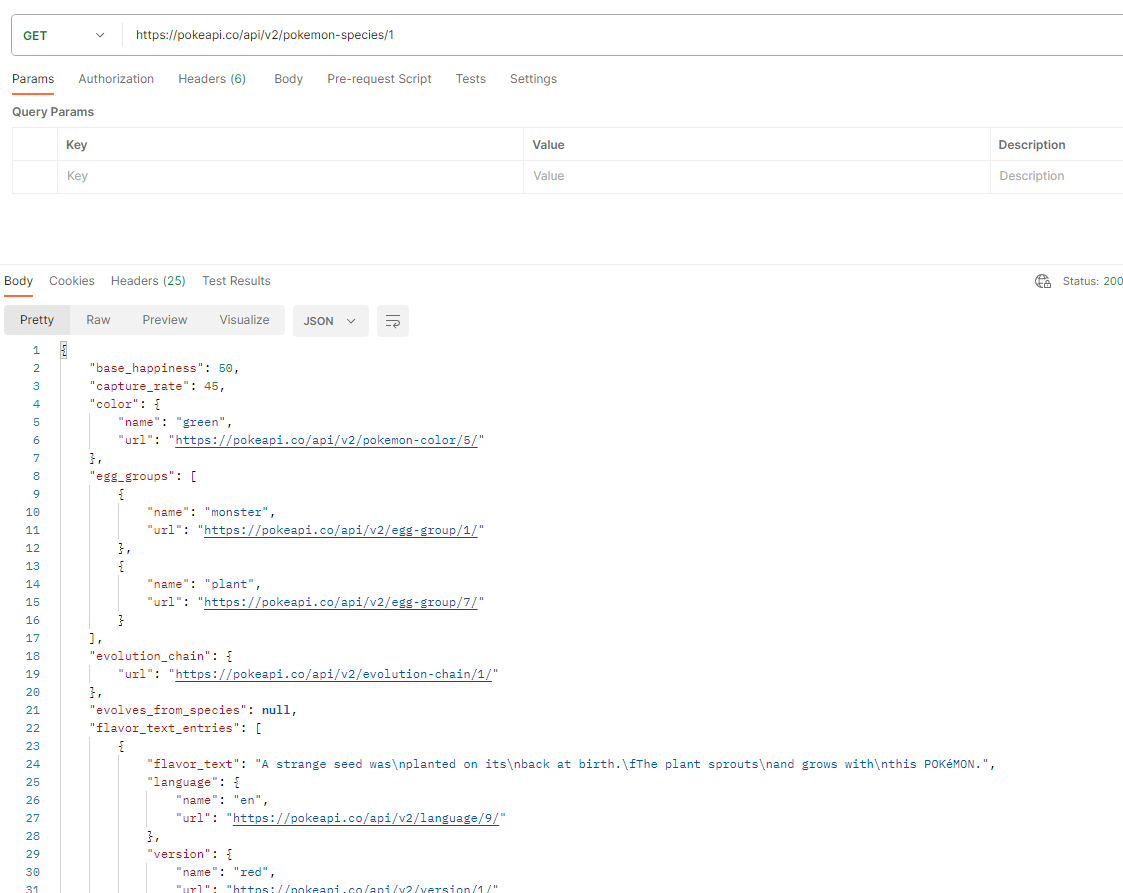 GET https://pokeapi.co/api/v2/pokemon-species/1
Params Authorization Headers (6) Body Pre-request Script Tests Settings
Query Params
Key Value Description
Key Value Description
Body Cookies Headers (25) Test Results Status: 200
Pretty Raw Preview Visualize JSON
1 {
2 "base_happiness": 50,
3 "capture_rate": 45,
4 "color": {
5 "name": "green",
6 "url": "https://pokeapi.co/api/v2/pokemon-color/5/"
7 },
8 "egg_groups": [
9 {
10 "name": "monster",
11 "url": "https://pokeapi.co/api/v2/egg-group/1/"
12 },
13 {
14 "name": "plant",
15 "url": "https://pokeapi.co/api/v2/egg-group/7/"
16 }
17 ],
18 "evolution_chain": {
19 "url": "https://pokeapi.co/api/v2/evolution-chain/1/"
20 },
21 "evolves_from_species": null,
22 "flavor_text_entries": [
23 {
24 "flavor_text": "A strange seed was\nplanted on its\nback at birth.\fThe plant sprouts\nand grows with\nthis POKéMON.",
25 "language": {
26 "name": "en",
27 "url": "https://pokeapi.co/api/v2/language/9/"
28 },
29 "version": {
30 "name": "red",
31 "url": "https://pokeapi.co/api/v2/version/1/"